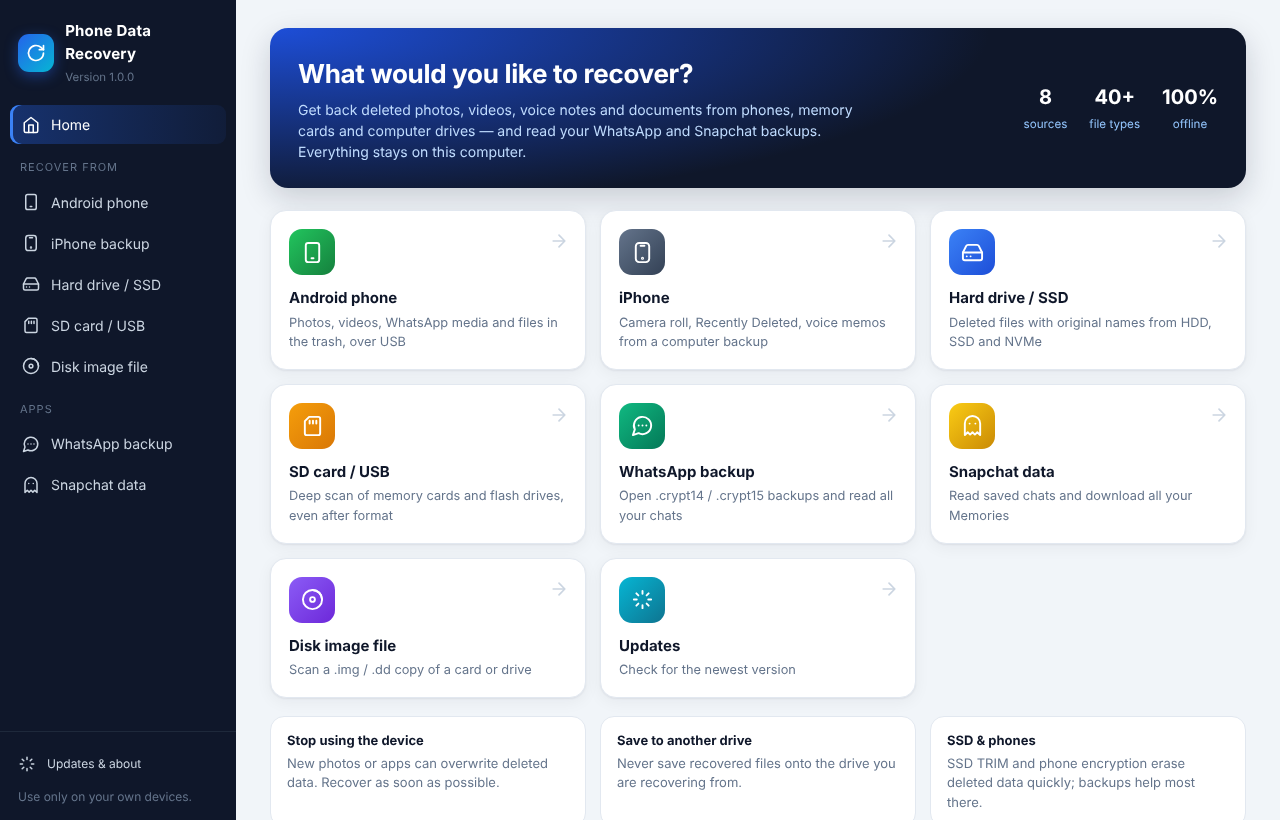 Phone Data
Recovery
Version 1.0.0
Home
RECOVER FROM
Android phone
iPhone backup
Hard drive / SSD
SD card / USB
Disk image file
APPS
WhatsApp backup
Snapchat data
Updates & about
Use only on your own devices.
What would you like to recover?
Get back deleted photos, videos, voice notes and documents from phones, memory
cards and computer drives — and read your WhatsApp and Snapchat backups.
Everything stays on this computer.
8
sources
40+
file types
100%
offline
Android phone
Photos, videos, WhatsApp media and files in
the trash, over USB
iPhone
Camera roll, Recently Deleted, voice memos
from a computer backup
Hard drive / SSD
Deleted files with original names from HDD,
SSD and NVMe
SD card / USB
Deep scan of memory cards and flash drives,
even after format
WhatsApp backup
Open .crypt14 / .crypt15 backups and read all
your chats
Snapchat data
Read saved chats and download all your
Memories
Disk image file
Scan a .img / .dd copy of a card or drive
Updates
Check for the newest version
Stop using the device
New photos or apps can overwrite deleted
data. Recover as soon as possible.
Save to another drive
Never save recovered files onto the drive you
are recovering from.
SSD & phones
SSD TRIM and phone encryption erase
deleted data quickly; backups help most
there.